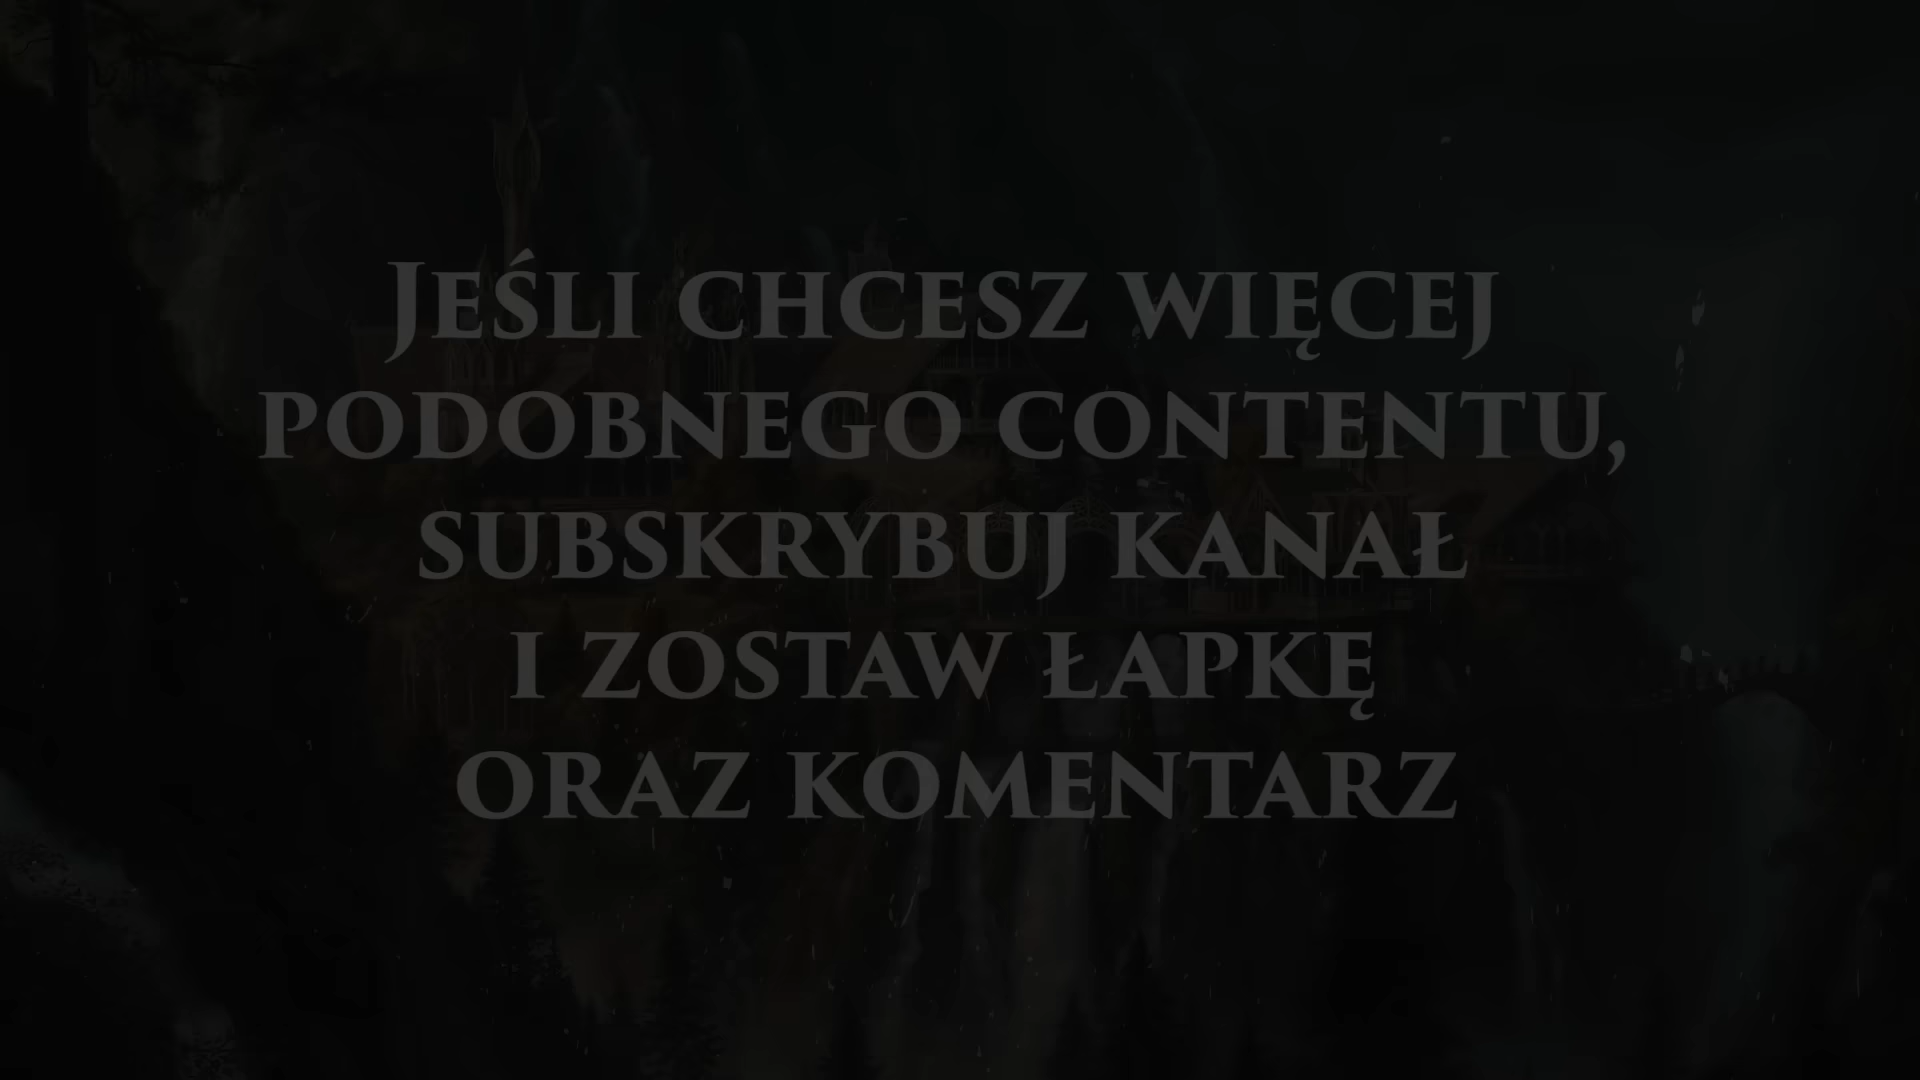 Jeśli chcesz więcej
podobnego contentu,
subskrybuj kanał
i zostaw łapkę
oraz komentarz